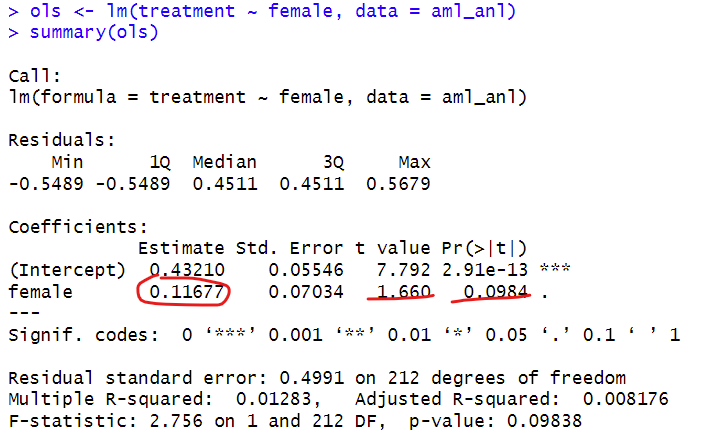 > ols <- lm(treatment ~ female, data = aml_anl)
> summary(ols)
Call:
lm(formula = treatment ~ female, data = aml_anl)
Residuals:
    Min      1Q  Median      3Q     Max
-0.5489 -0.5489  0.4511  0.4511  0.5679
Coefficients:
            Estimate Std. Error t value Pr(>|t|)
(Intercept)  0.43210    0.05546   7.792 2.91e-13 ***
female       0.11677    0.07034   1.660   0.0984 .
---
Signif. codes:  0 ‘***’ 0.001 ‘**’ 0.01 ‘*’ 0.05 ‘.’ 0.1 ‘ ’ 1
Residual standard error: 0.4991 on 212 degrees of freedom
Multiple R-squared:  0.01283,	Adjusted R-squared:  0.008176
F-statistic: 2.756 on 1 and 212 DF,  p-value: 0.09838